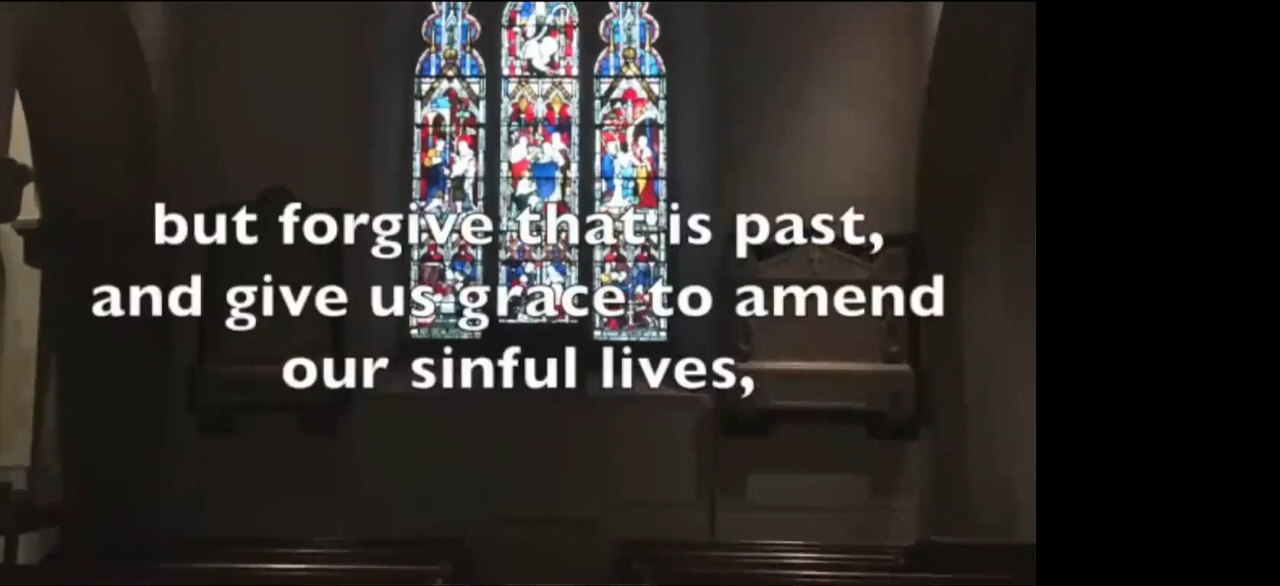 but forgive that is past,
and give us grace to amend
our sinful lives,